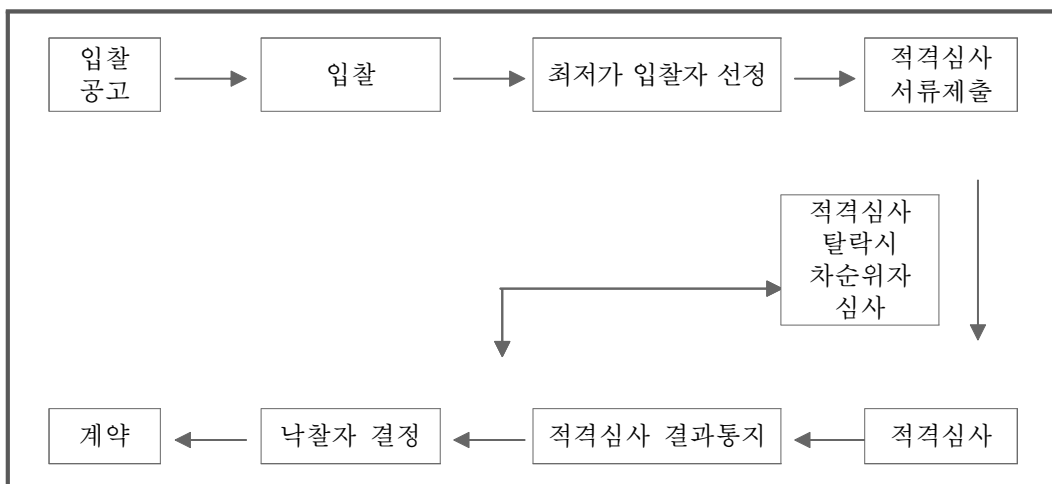 입찰
공고
입찰
최저가 입찰자 선정
적격심사
서류제출
적격심사
탈락시
차순위자
심사
계약
낙찰자 결정
적격심사 결과통지
적격심사